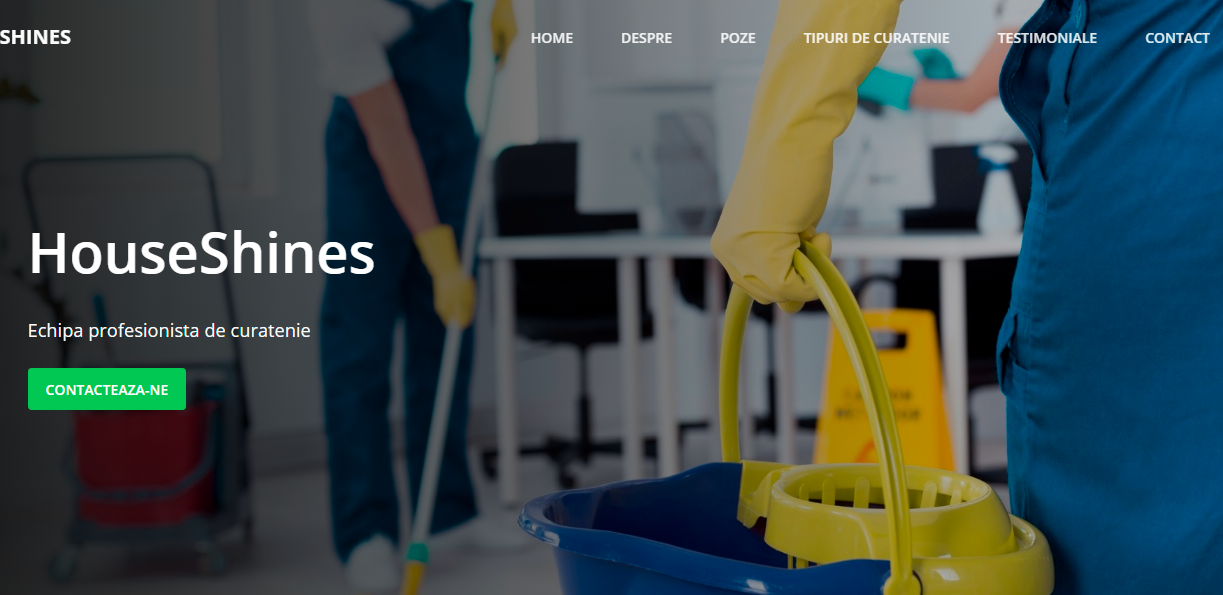 SHINES
HOME DESPRE POZE TIPURI DE CURATENIE TESTIMONIALE CONTACT
HouseShines
Echipa profesionista de curatenie
CONTACTEAZA-NE